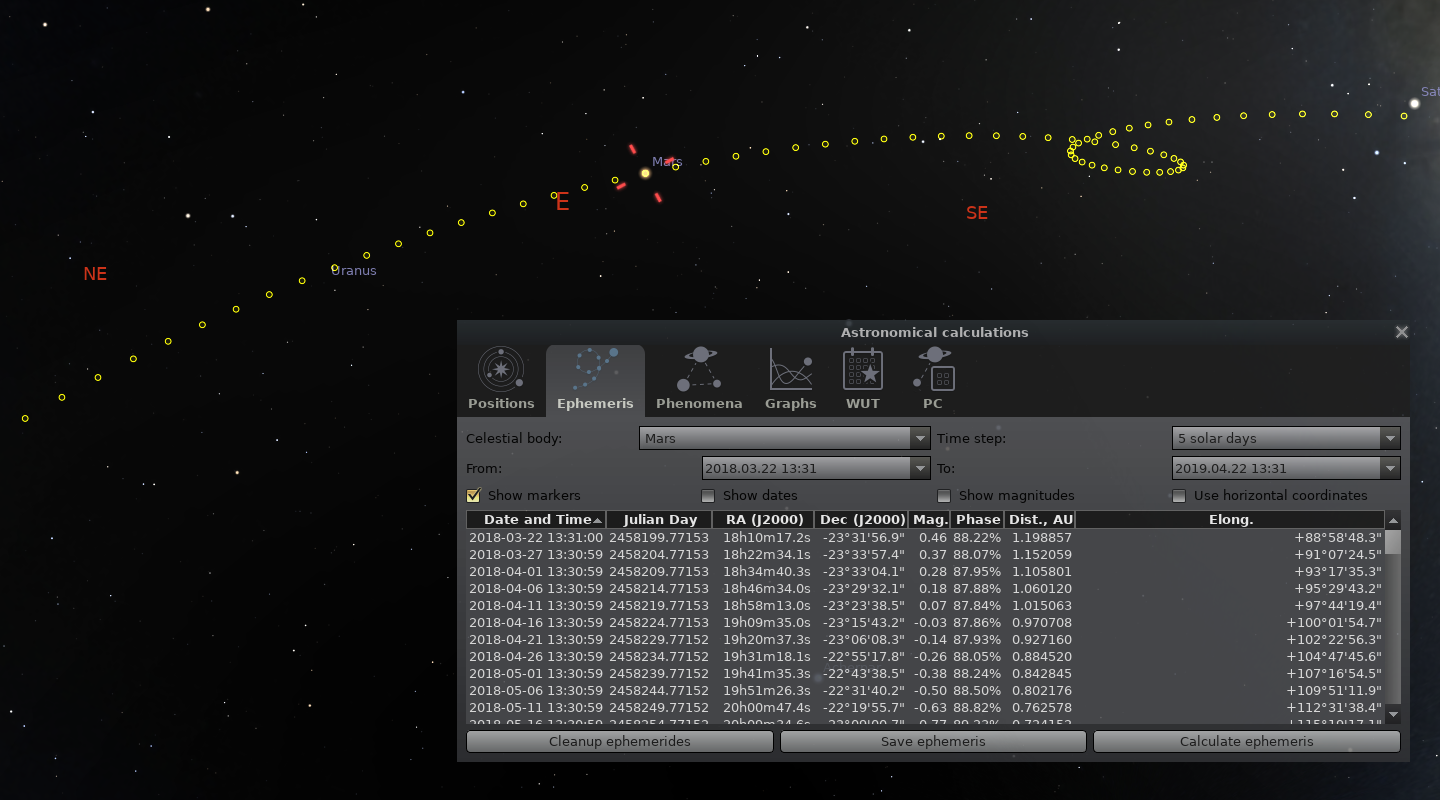 Sat
Mars
E
SE
NE
Uranus
Astronomical calculations
Positions Ephemeris Phenomena Graphs WUT PC
Celestial body: Mars Time step: 5 solar days
From: 2018.03.22 13:31 To: 2019.04.22 13:31
Show markers Show dates Show magnitudes Use horizontal coordinates
Date and Time Julian Day RA (J2000) Dec (J2000) Mag. Phase Dist., AU Elong.
2018-03-22 13:31:00 2458199.77153 18h10m17.2s -23°31'56.9" 0.46 88.22% 1.198857 +88°58'48.3"
2018-03-27 13:30:59 2458204.77153 18h22m34.1s -23°33'57.4" 0.37 88.07% 1.152059 +91°07'24.5"
2018-04-01 13:30:59 2458209.77153 18h34m40.3s -23°33'04.1" 0.28 87.95% 1.105801 +93°17'35.3"
2018-04-06 13:30:59 2458214.77153 18h46m34.0s -23°29'32.1" 0.18 87.88% 1.060120 +95°29'43.2"
2018-04-11 13:30:59 2458219.77153 18h58m13.0s -23°23'38.5" 0.07 87.84% 1.015063 +97°44'19.4"
2018-04-16 13:30:59 2458224.77153 19h09m35.0s -23°15'43.2" -0.03 87.86% 0.970708 +100°01'54.7"
2018-04-21 13:30:59 2458229.77152 19h20m37.3s -23°06'08.3" -0.14 87.93% 0.927160 +102°22'56.3"
2018-04-26 13:30:59 2458234.77152 19h31m18.1s -22°55'17.8" -0.26 88.05% 0.884520 +104°47'45.6"
2018-05-01 13:30:59 2458239.77152 19h41m35.3s -22°43'38.5" -0.38 88.24% 0.842845 +107°16'54.5"
2018-05-06 13:30:59 2458244.77152 19h51m26.3s -22°31'40.2" -0.50 88.50% 0.802176 +109°51'11.9"
2018-05-11 13:30:59 2458249.77152 20h00m47.4s -22°19'55.7" -0.63 88.82% 0.762578 +112°31'38.4"
Cleanup ephemerides Save ephemeris Calculate ephemeris